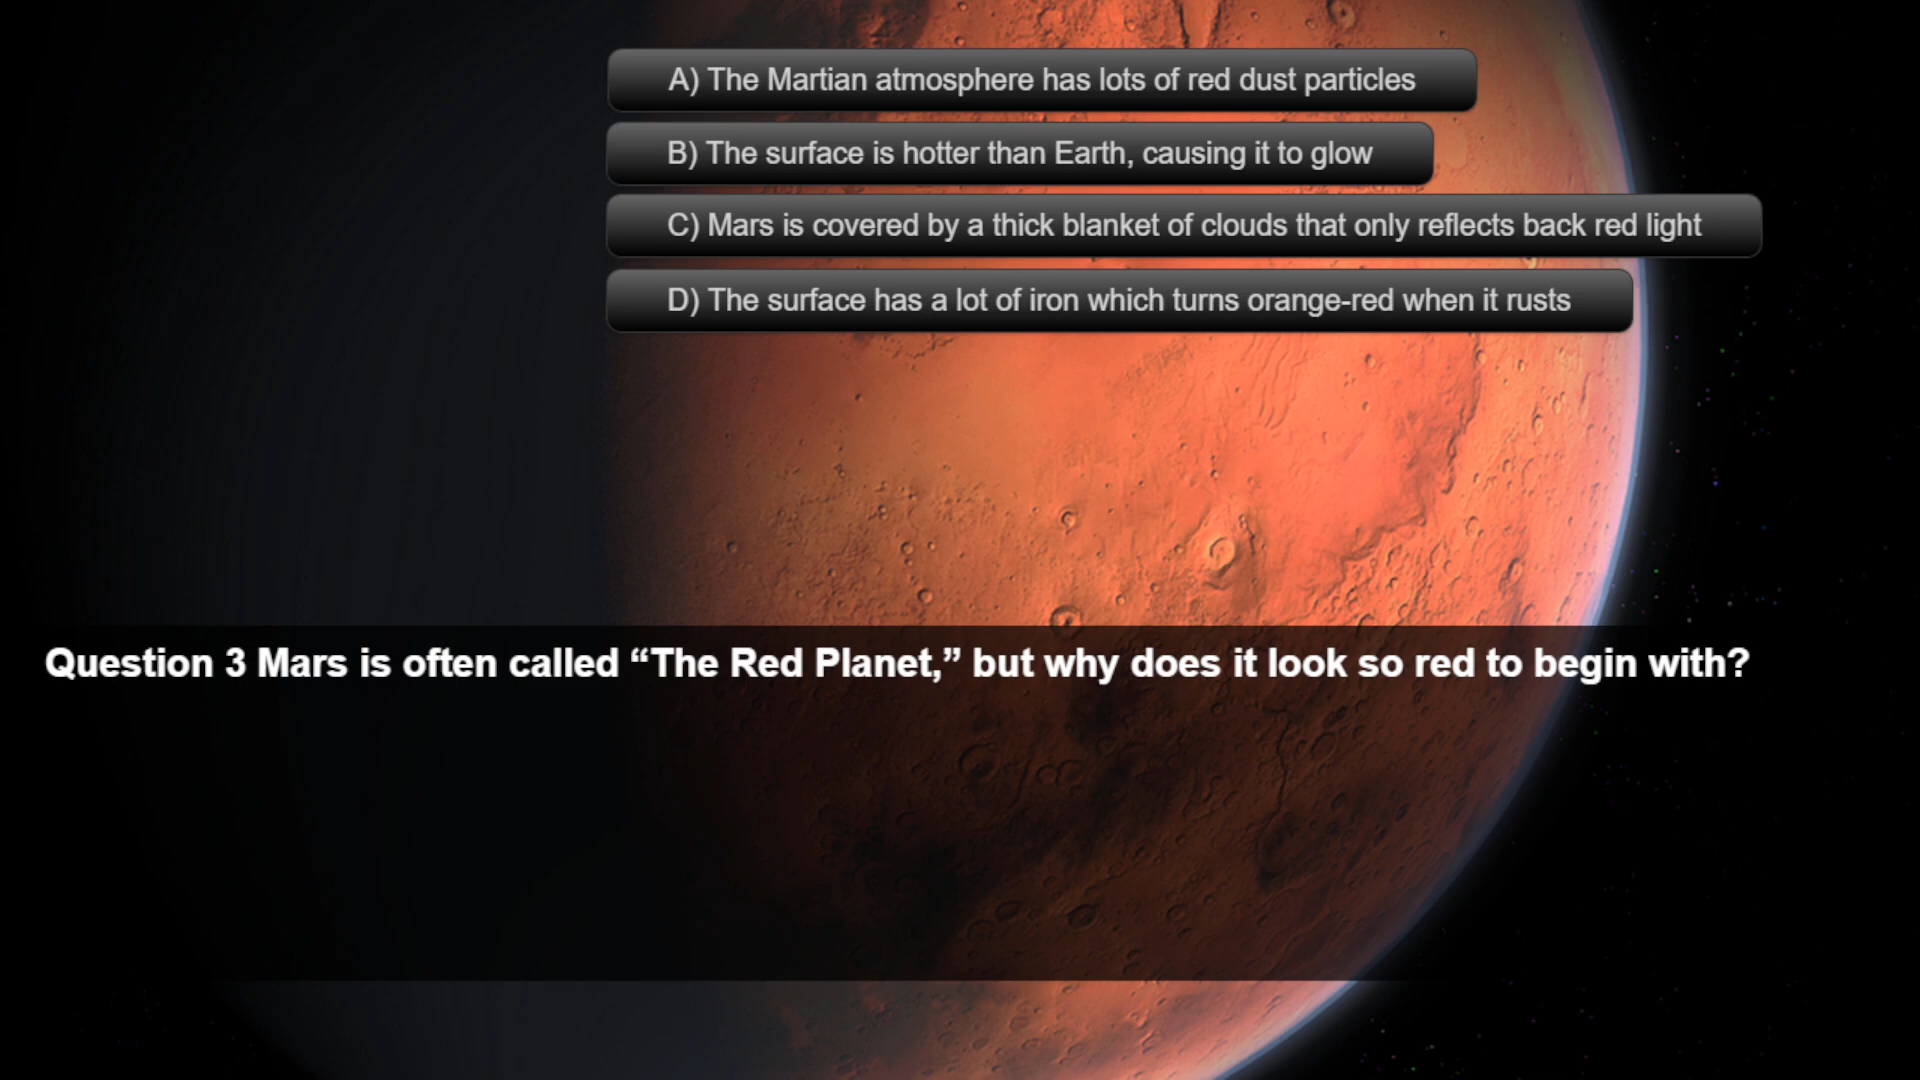 A) The Martian atmosphere has lots of red dust particles
B) The surface is hotter than Earth, causing it to glow
C) Mars is covered by a thick blanket of clouds that only reflects back red light
D) The surface has a lot of iron which turns orange-red when it rusts
Question 3 Mars is often called “The Red Planet,” but why does it look so red to begin with?